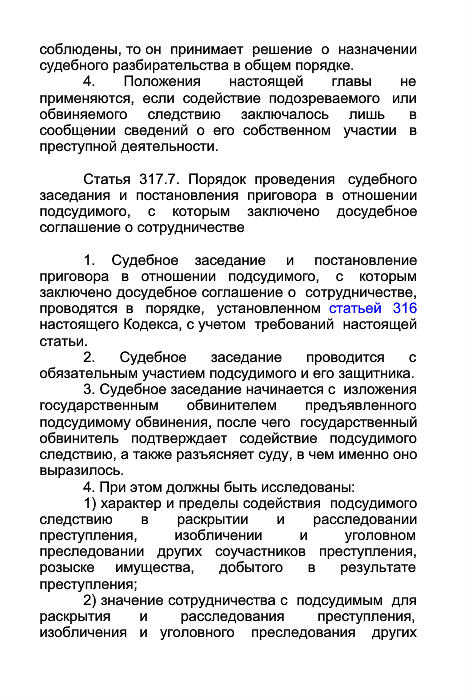 соблюдены, то он принимает решение о назначении
судебного разбирательства в общем порядке.
4. Положения настоящей главы не
применяются, если содействие подозреваемого или
обвиняемого следствию заключалось лишь в
сообщении сведений о его собственном участии в
преступной деятельности.
Статья 317.7. Порядок проведения судебного
заседания и постановления приговора в отношении
подсудимого, с которым заключено досудебное
соглашение о сотрудничестве
1. Судебное заседание и постановление
приговора в отношении подсудимого, с которым
заключено досудебное соглашение о сотрудничестве,
проводятся в порядке, установленном статьей 316
настоящего Кодекса, с учетом требований настоящей
статьи.
2. Судебное заседание проводится с
обязательным участием подсудимого и его защитника.
3. Судебное заседание начинается с изложения
государственным обвинителем предъявленного
подсудимому обвинения, после чего государственный
обвинитель подтверждает содействие подсудимого
следствию, а также разъясняет суду, в чем именно оно
выразилось.
4. При этом должны быть исследованы:
1) характер и пределы содействия подсудимого
следствию в раскрытии и расследовании
преступления, изобличении и уголовном
преследовании других соучастников преступления,
розыске имущества, добытого в результате
преступления;
2) значение сотрудничества с подсудимым для
раскрытия и расследования преступления,
изобличения и уголовного преследования других